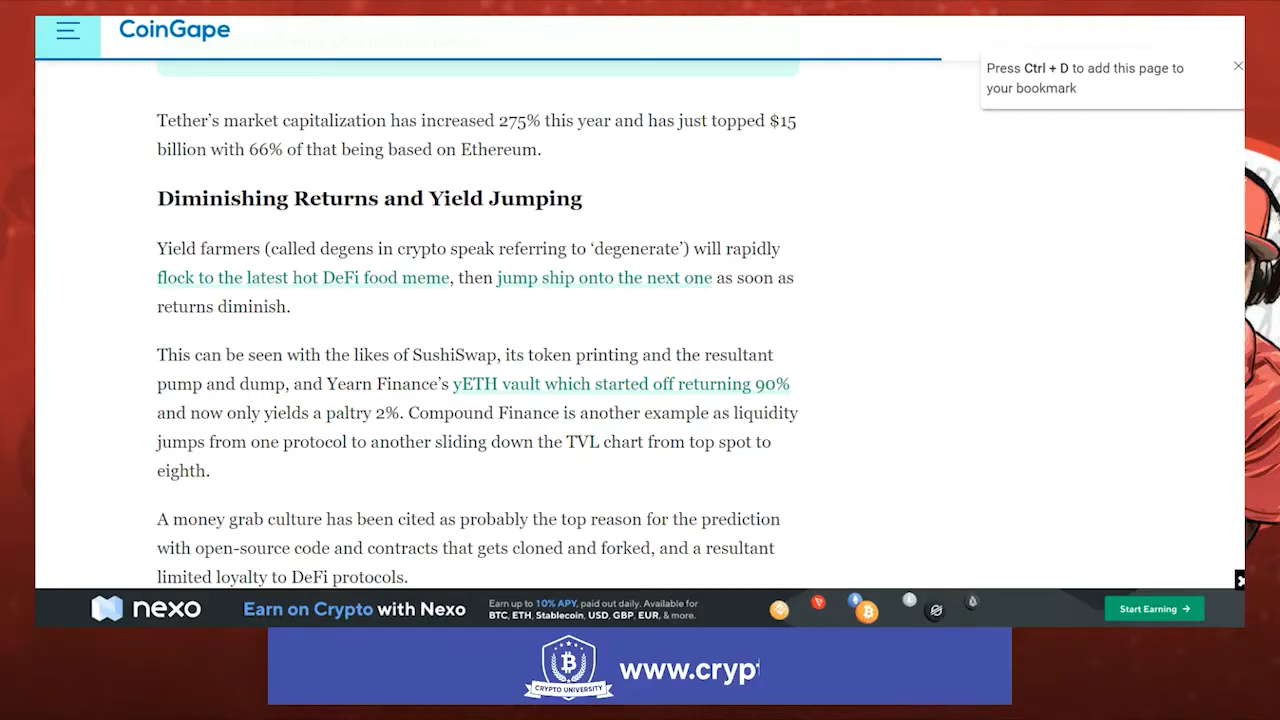 CoinGape
Press Ctrl + D to add this page to
your bookmark
Tether’s market capitalization has increased 275% this year and has just topped $15
billion with 66% of that being based on Ethereum.
Diminishing Returns and Yield Jumping
Yield farmers (called degens in crypto speak referring to ‘degenerate’) will rapidly
flock to the latest hot DeFi food meme, then jump ship onto the next one as soon as
returns diminish.
This can be seen with the likes of SushiSwap, its token printing and the resultant
pump and dump, and Yearn Finance’s yETH vault which started off returning 90%
and now only yields a paltry 2%. Compound Finance is another example as liquidity
jumps from one protocol to another sliding down the TVL chart from top spot to
eighth.
A money grab culture has been cited as probably the top reason for the prediction
with open-source code and contracts that gets cloned and forked, and a resultant
limited loyalty to DeFi protocols.
nexo
Earn on Crypto with Nexo
Earn up to 10% APY, paid out daily. Available for
BTC, ETH, Stablecoin, USD, GBP, EUR, & more.
Start Earning →
CRYPTO UNIVERSITY
www.cryp